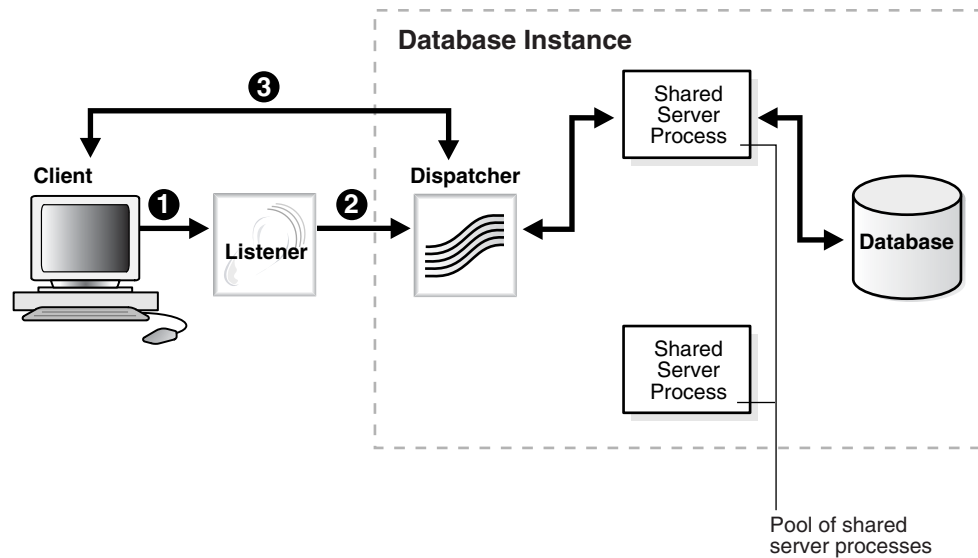 Database Instance
3
Shared
Server
Process
Client
Dispatcher
1
2
Listener
Database
Shared
Server
Process
Pool of shared
server processes